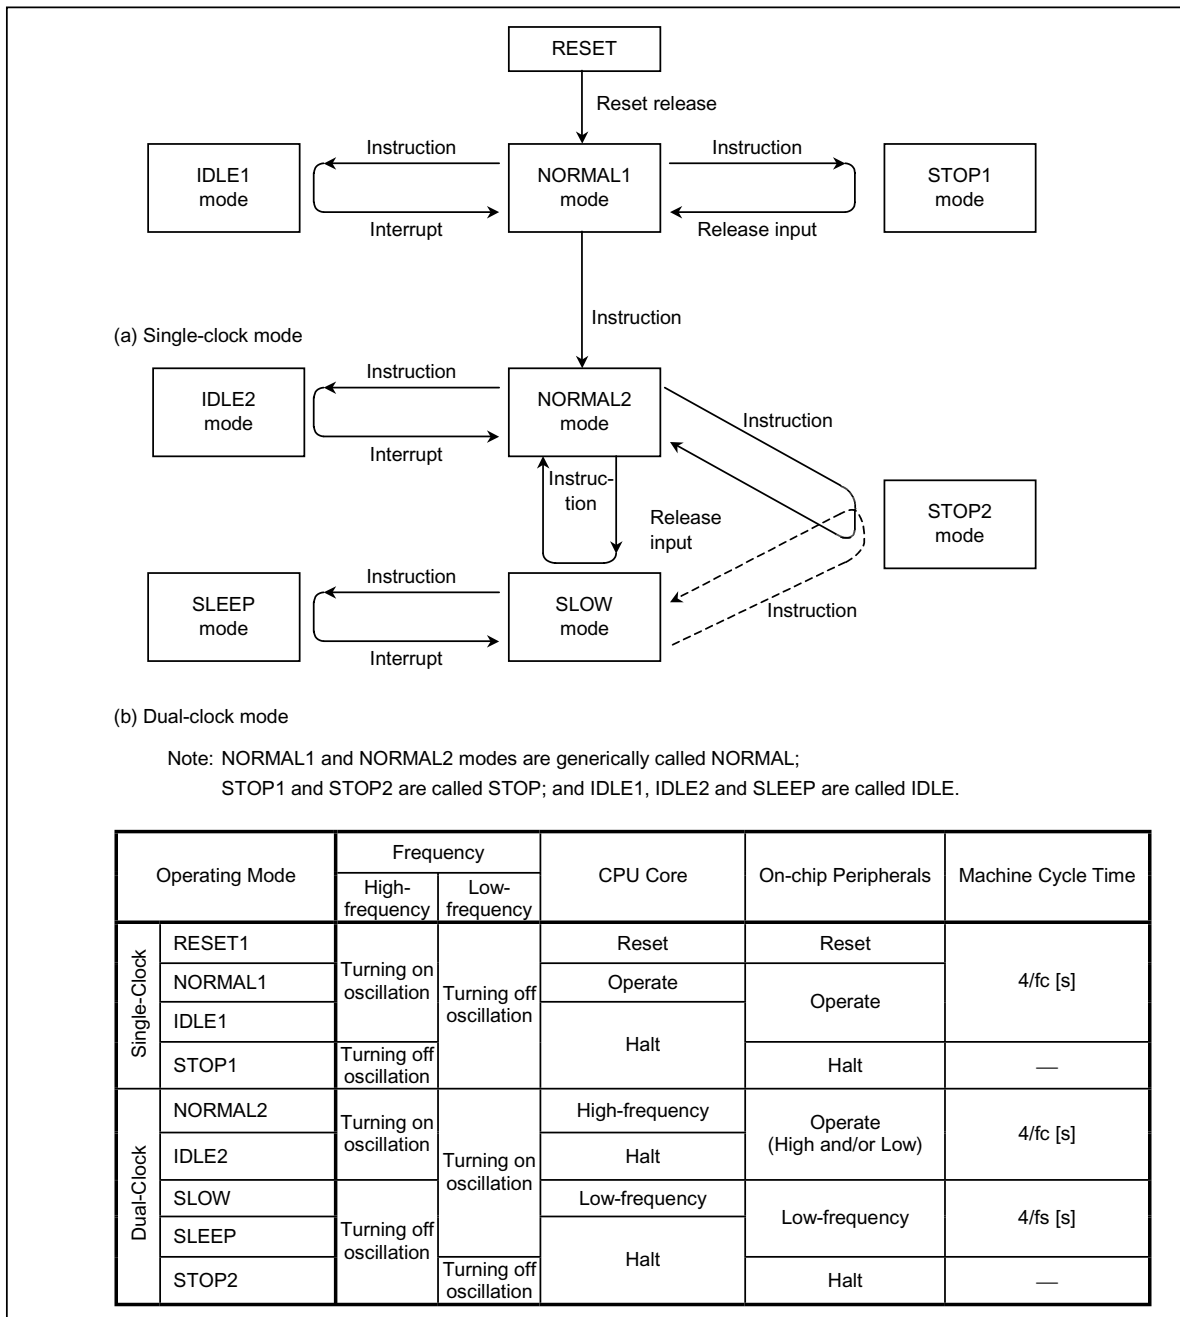 RESET
Reset release
IDLE1
mode
Instruction
Interrupt
NORMAL1
mode
Instruction
Release input
STOP1
mode
Instruction
(a) Single-clock mode
IDLE2
mode
Instruction
Interrupt
NORMAL2
mode
Instruction
Instruc-
tion
Release
input
STOP2
mode
SLEEP
mode
Instruction
Interrupt
SLOW
mode
Instruction
(b) Dual-clock mode
Note: NORMAL1 and NORMAL2 modes are generically called NORMAL;
STOP1 and STOP2 are called STOP; and IDLE1, IDLE2 and SLEEP are called IDLE.
Operating Mode
Frequency
High-
frequency
Low-
frequency
CPU Core
On-chip Peripherals
Machine Cycle Time
Single-Clock
RESET1
Turning on
oscillation
Turning off
oscillation
Reset
Reset
4/fc [s]
NORMAL1
Operate
Operate
IDLE1
Halt
STOP1
Turning off
oscillation
Halt
—
Dual-Clock
NORMAL2
Turning on
oscillation
Turning on
oscillation
High-frequency
Operate
(High and/or Low)
4/fc [s]
IDLE2
Halt
SLOW
Turning off
oscillation
Low-frequency
Low-frequency
4/fs [s]
SLEEP
Halt
STOP2
Turning off
oscillation
Halt
—